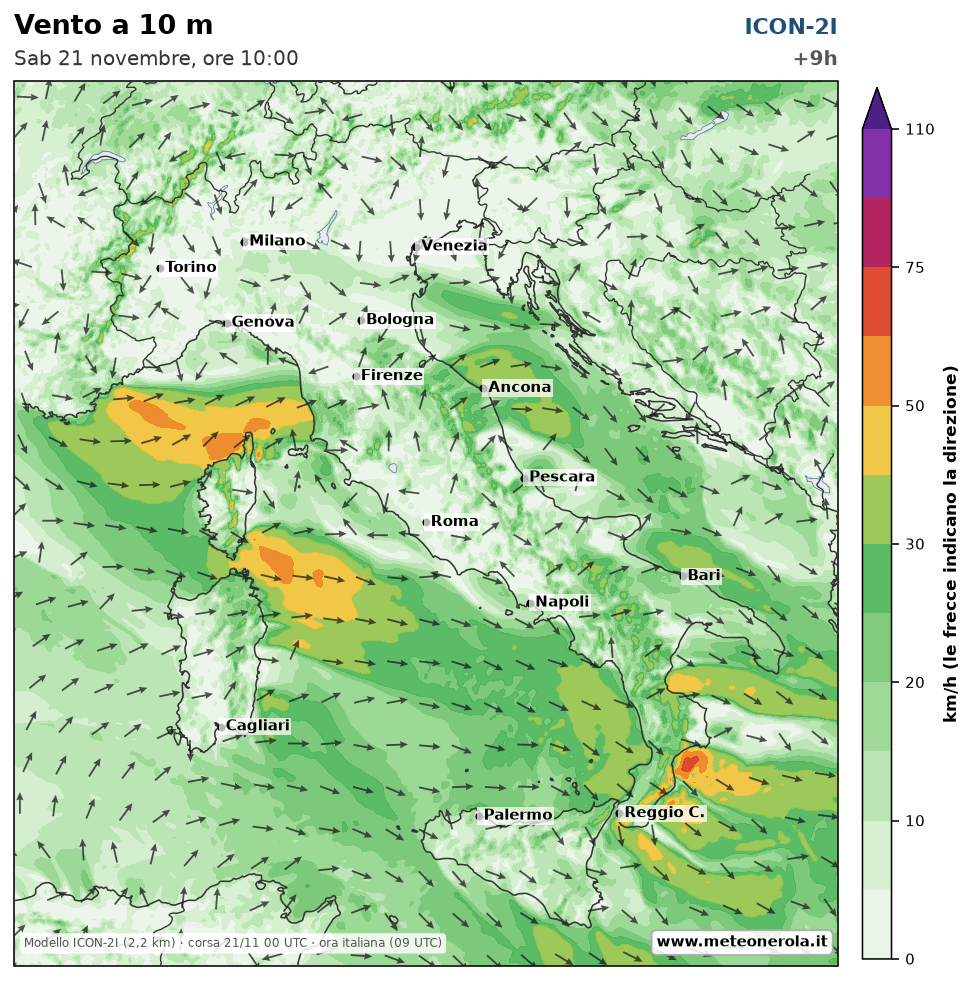 Vento a 10 m
ICON-2I
Sab 21 novembre, ore 10:00
+9h
110
75
50
30
20
10
0
km/h (le frecce indicano la direzione)
Milano
Venezia
Torino
Genova
Bologna
Firenze
Ancona
Pescara
Roma
Bari
Napoli
Cagliari
Palermo
Reggio C.
Modello ICON-2I (2,2 km) · corsa 21/11 00 UTC · ora italiana (09 UTC)
www.meteonerola.it